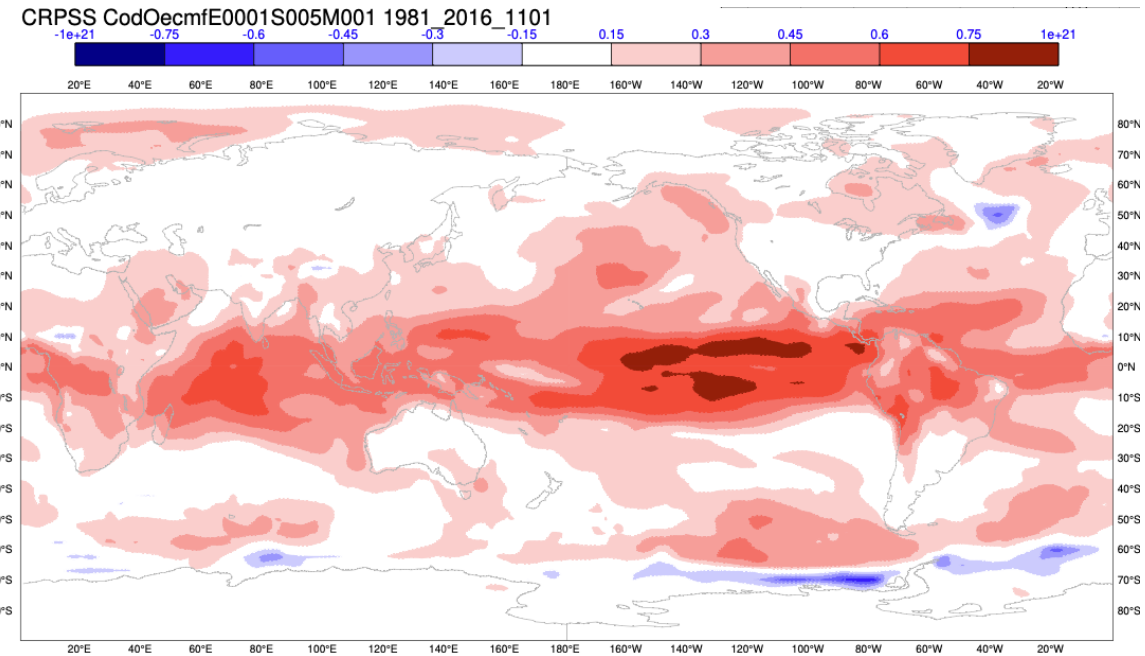 CRPSS CodOecmfE0001S005M001 1981_2016_1101
-1e+21 -0.75 -0.6 -0.45 -0.3 -0.15 0.15 0.3 0.45 0.6 0.75 1e+21
20°E 40°E 60°E 80°E 100°E 120°E 140°E 160°E 180°E 160°W 140°W 120°W 100°W 80°W 60°W 40°W 20°W
°N 80°N
°N 70°N
°N 60°N
°N 50°N
°N 40°N
°N 30°N
°N 20°N
°N 10°N
°N 0°N
°S 10°S
°S 20°S
°S 30°S
°S 40°S
°S 50°S
°S 60°S
°S 70°S
°S 80°S
20°E 40°E 60°E 80°E 100°E 120°E 140°E 160°E 180°E 160°W 140°W 120°W 100°W 80°W 60°W 40°W 20°W